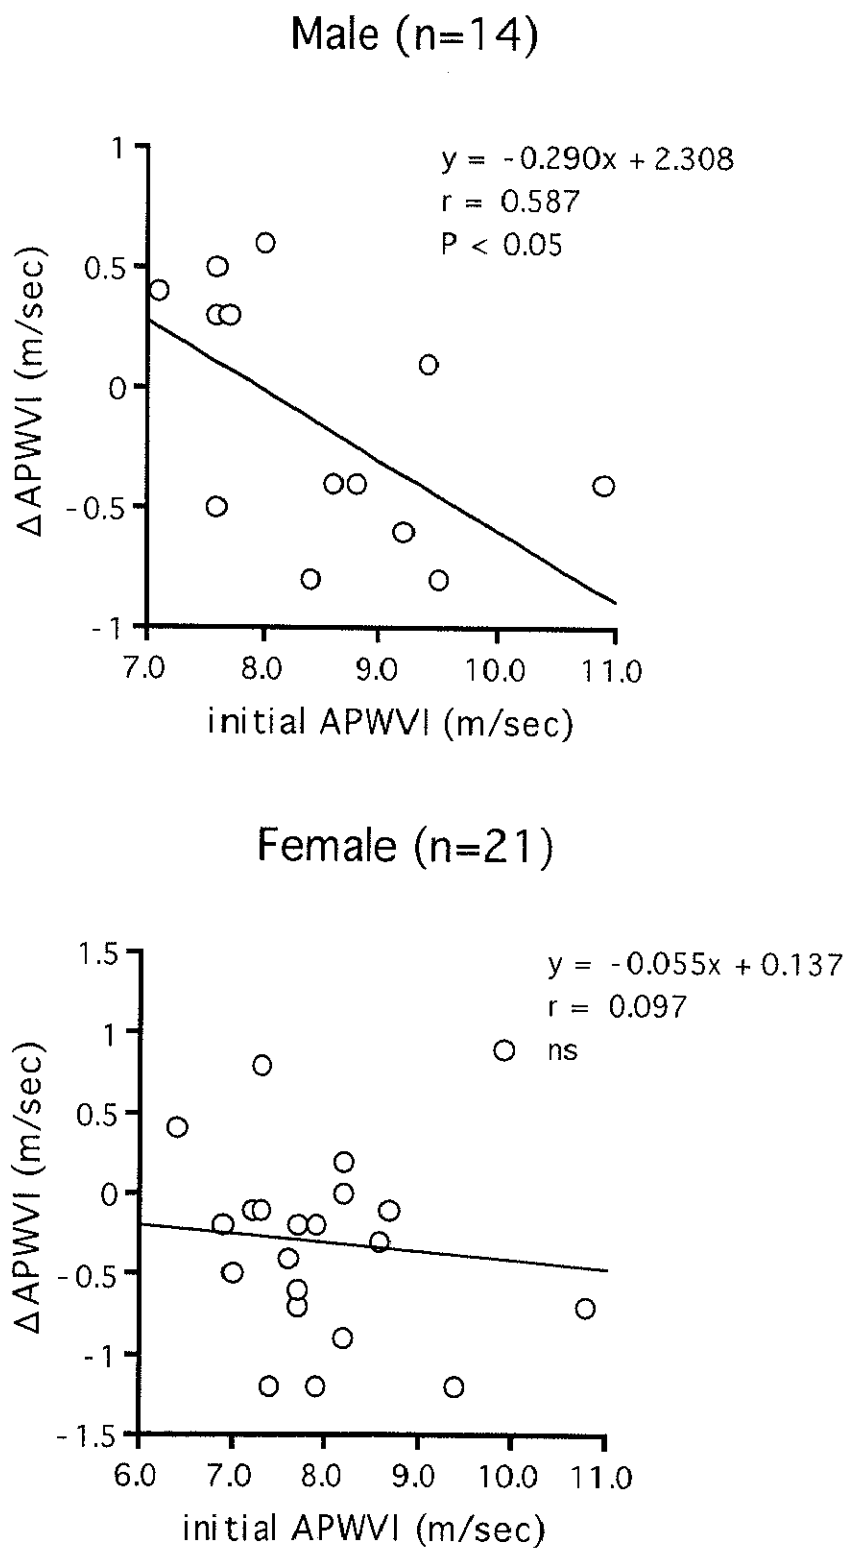 Male (n=14)
y = -0.290x + 2.308
r = 0.587
P < 0.05
1
0.5
0
-0.5
-1
ΔAPWVI (m/sec)
7.0 8.0 9.0 10.0 11.0
initial APWVI (m/sec)
Female (n=21)
y = -0.055x + 0.137
r = 0.097
ns
1.5
1
0.5
0
-0.5
-1
-1.5
ΔAPWVI (m/sec)
6.0 7.0 8.0 9.0 10.0 11.0
initial APWVI (m/sec)